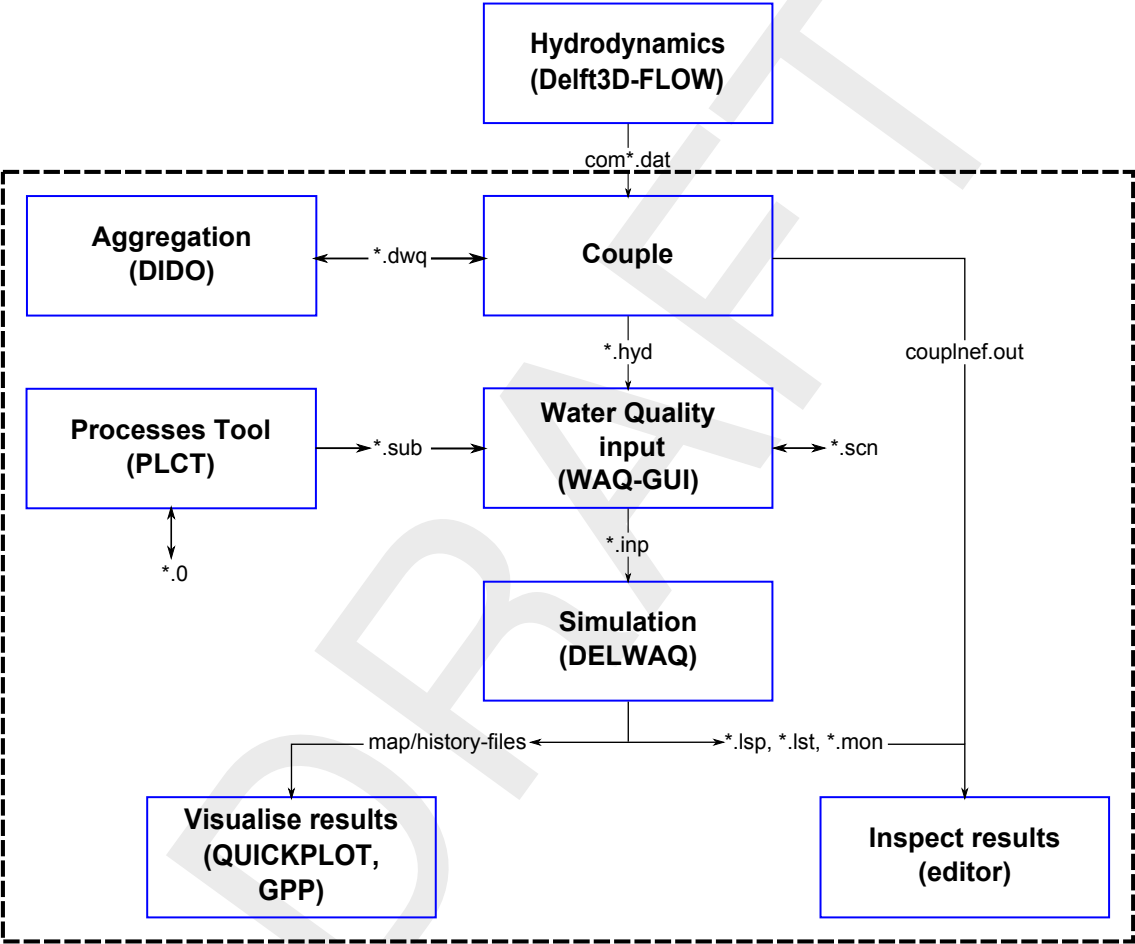 Hydrodynamics
(Delft3D-FLOW)
com*.dat
Aggregation
(DIDO)
*.dwq
Couple
*.hyd
couplnef.out
Processes Tool
(PLCT)
*.sub
Water Quality
input
(WAQ-GUI)
*.scn
*.0
*.inp
Simulation
(DELWAQ)
map/history-files
*.lsp, *.lst, *.mon
Visualise results
(QUICKPLOT,
GPP)
Inspect results
(editor)
DRAFT